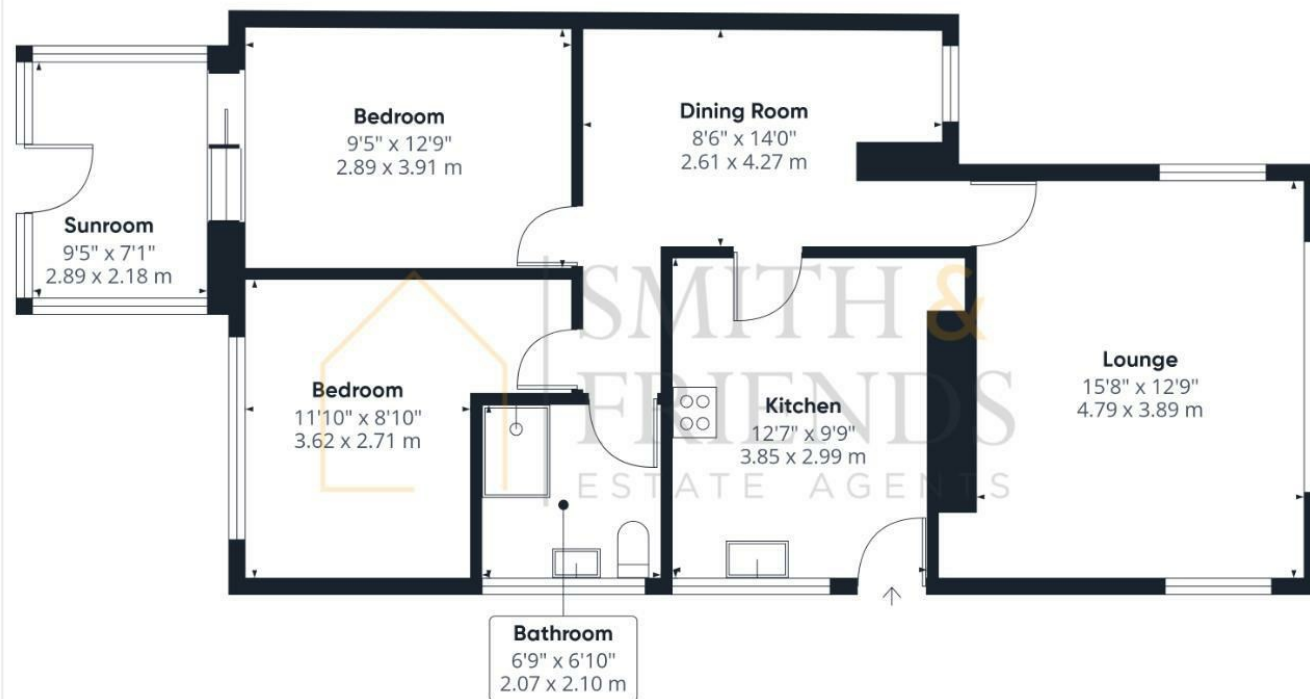 Bedroom
9'5" x 12'9"
2.89 x 3.91 m
Dining Room
8'6" x 14'0"
2.61 x 4.27 m
Sunroom
9'5" x 7'1"
2.89 x 2.18 m
Bedroom
11'10" x 8'10"
3.62 x 2.71 m
Kitchen
12'7" x 9'9"
3.85 x 2.99 m
Lounge
15'8" x 12'9"
4.79 x 3.89 m
Bathroom
6'9" x 6'10"
2.07 x 2.10 m
SMITH &
FRIENDS
ESTATE AGENTS